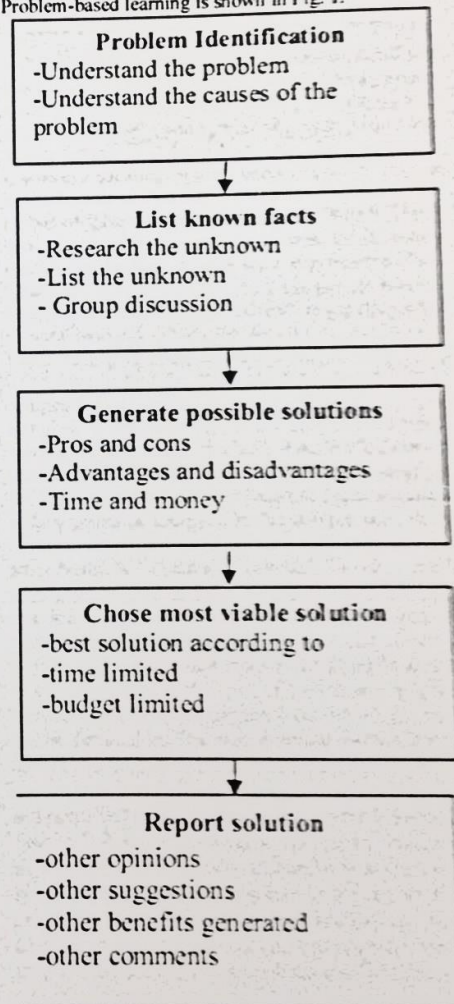 Problem-based learning is shown in Fig. 1.
Problem Identification
-Understand the problem
-Understand the causes of the
problem
List known facts
-Research the unknown
-List the unknown
- Group discussion
Generate possible solutions
-Pros and cons
-Advantages and disadvantages
-Time and money
Chose most viable solution
-best solution according to
-time limited
-budget limited
Report solution
-other opinions
-other suggestions
-other benefits generated
-other comments